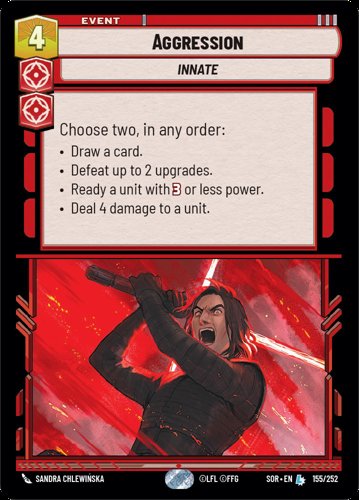 EVENT
4
AGGRESSION
INNATE
Choose two, in any order:
• Draw a card.
• Defeat up to 2 upgrades.
• Ready a unit with 3 or less power.
• Deal 4 damage to a unit.
SANDRA CHLEWIŃSKA
©LFL ©FFG
SOR • EN 155/252